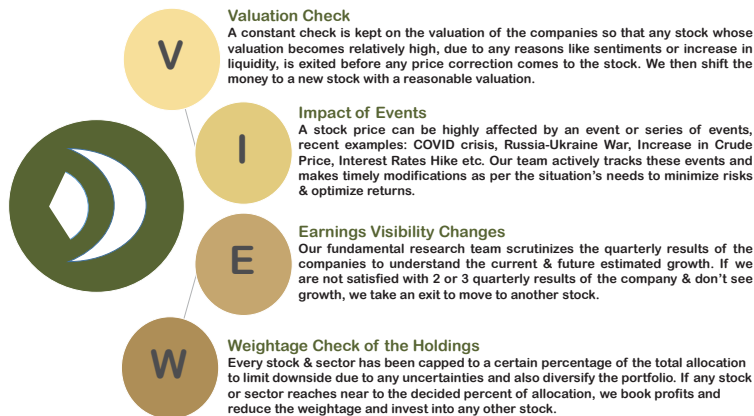 V
Valuation Check
A constant check is kept on the valuation of the companies so that any stock whose
valuation becomes relatively high, due to any reasons like sentiments or increase in
liquidity, is exited before any price correction comes to the stock. We then shift the
money to a new stock with a reasonable valuation.
I
Impact of Events
A stock price can be highly affected by an event or series of events,
recent examples: COVID crisis, Russia-Ukraine War, Increase in Crude
Price, Interest Rates Hike etc. Our team actively tracks these events and
makes timely modifications as per the situation's needs to minimize risks
& optimize returns.
E
Earnings Visibility Changes
Our fundamental research team scrutinizes the quarterly results of the
companies to understand the current & future estimated growth. If we
are not satisfied with 2 or 3 quarterly results of the company & don't see
growth, we take an exit to move to another stock.
W
Weightage Check of the Holdings
Every stock & sector has been capped to a certain percentage of the total allocation
to limit downside due to any uncertainties and also diversify the portfolio. If any stock
or sector reaches near to the decided percent of allocation, we book profits and
reduce the weightage and invest into any other stock.